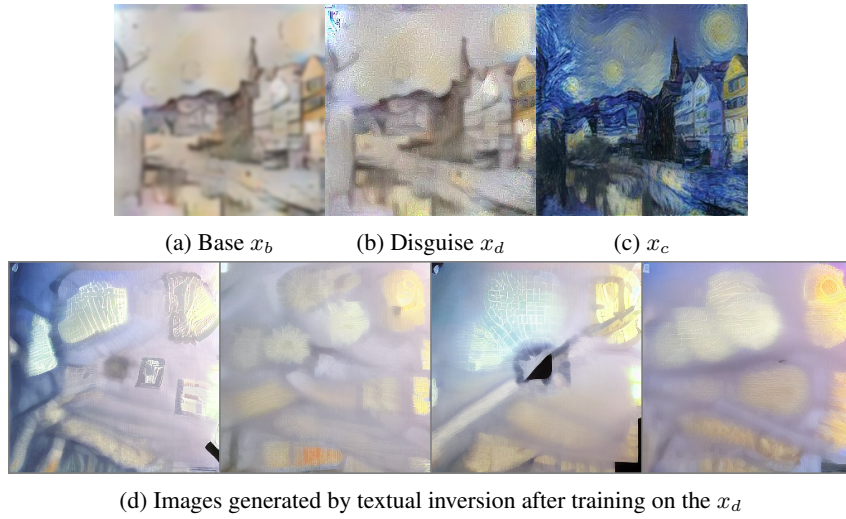 (a) Base x_b
(b) Disguise x_d
(c) x_c
(d) Images generated by textual inversion after training on the x_d